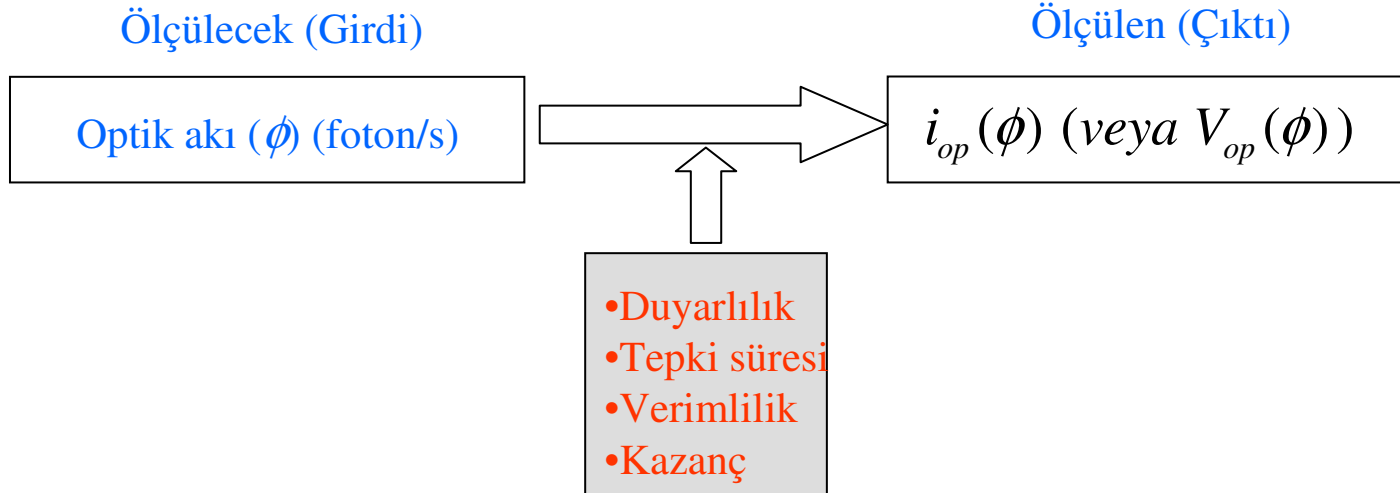 Ölçülecek (Girdi)
Ölçülen (Çıktı)
Optik akı (ϕ) (foton/s)
i_op(ϕ) (veya V_op(ϕ))
•Duyarlılık
•Tepki süresi
•Verimlilik
•Kazanç